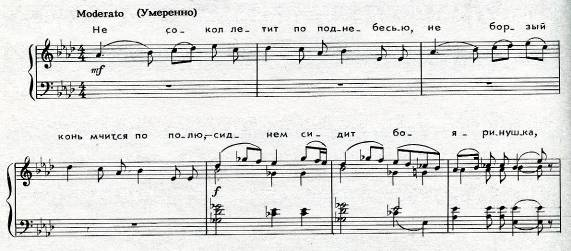 Moderato (Умеренно)
Не со- кол ле- тит по под- не- бесь- ю, не бор- зый
mf
конь мчит.ся по по- лю,- сид- нем си- дит бо- я- ри.нуш.ка,
f